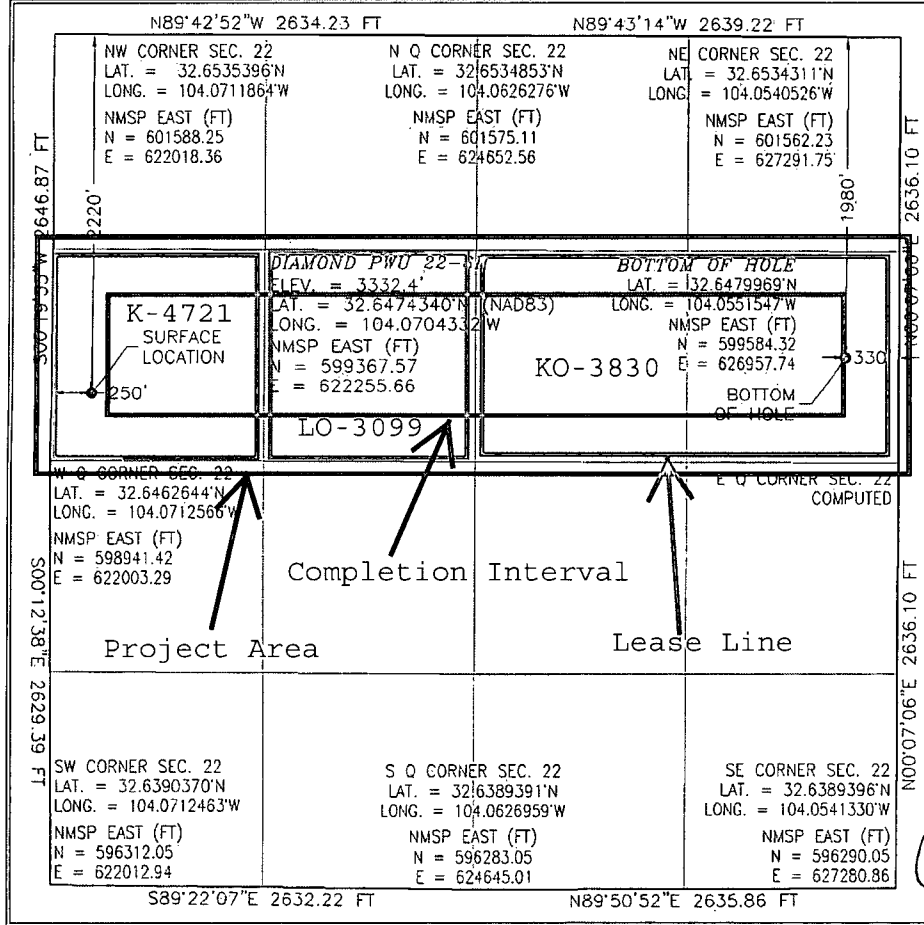 N89°42'52"W 2634.23 FT
N89°43'14"W 2639.22 FT
NW CORNER SEC. 22
LAT. = 32.6535396°N
LONG. = 104.0711864°W
NMSP EAST (FT)
N = 601588.25
E = 622018.36
N Q CORNER SEC. 22
LAT. = 32.6534853°N
LONG. = 104.0626276°W
NMSP EAST (FT)
N = 601575.11
E = 624652.56
NE CORNER SEC. 22
LAT. = 32.6534311°N
LONG. = 104.0540526°W
NMSP EAST (FT)
N = 601562.23
E = 627291.75
2646.87 FT
2220'
1980'
2636.10 FT
DIAMOND PWU 22-
ELEV. = 3332.4'
LAT. = 32.6474340°N (NAD83)
LONG. = 104.0704332°W
NMSP EAST (FT)
N = 599367.57
E = 622255.66
BOTTOM OF HOLE
LAT. = 32.6479969°N
LONG. = 104.0551547°W
NMSP EAST (FT)
N = 599584.32
E = 626957.74
K-4721
SURFACE
LOCATION
250'
KO-3830
330
BOTTOM
OF HOLE
LO-3099
W Q CORNER SEC. 22
LAT. = 32.6462644°N
LONG. = 104.0712566°W
NMSP EAST (FT)
N = 598941.42
E = 622003.29
E Q CORNER SEC. 22
COMPUTED
Completion Interval
Project Area
Lease Line
S00°12'38"E 2629.39 FT
N00°07'06"E 2636.10 FT
SW CORNER SEC. 22
LAT. = 32.6390370°N
LONG. = 104.0712463°W
NMSP EAST (FT)
N = 596312.05
E = 622012.94
S Q CORNER SEC. 22
LAT. = 32.6389391°N
LONG. = 104.0626959°W
NMSP EAST (FT)
N = 596283.05
E = 624645.01
SE CORNER SEC. 22
LAT. = 32.6389396°N
LONG. = 104.0541330°W
NMSP EAST (FT)
N = 596290.05
E = 627280.86
S89°22'07"E 2632.22 FT
N89°50'52"E 2635.86 FT